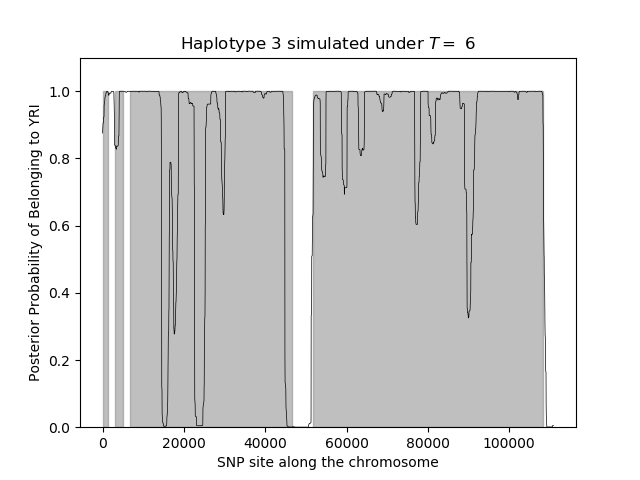 Haplotype 3 simulated under T = 6
Posterior Probability of Belonging to YRI
1.0
0.8
0.6
0.4
0.2
0.0
0 20000 40000 60000 80000 100000
SNP site along the chromosome